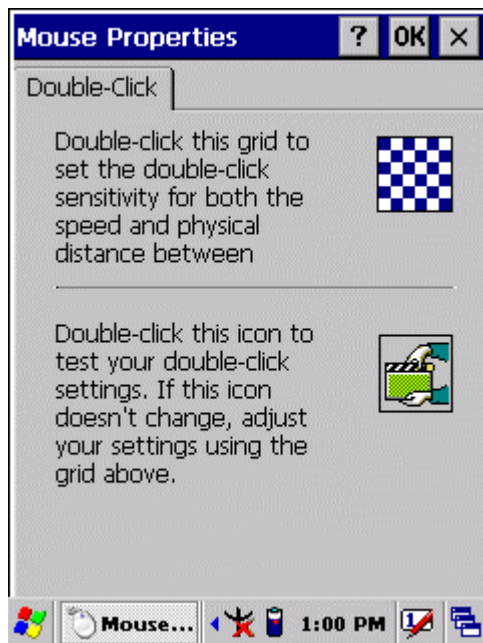 Mouse Properties ? OK ×
Double-Click
Double-click this grid to
set the double-click
sensitivity for both the
speed and physical
distance between
Double-click this icon to
test your double-click
settings. If this icon
doesn't change, adjust
your settings using the
grid above.
Mouse... 1:00 PM